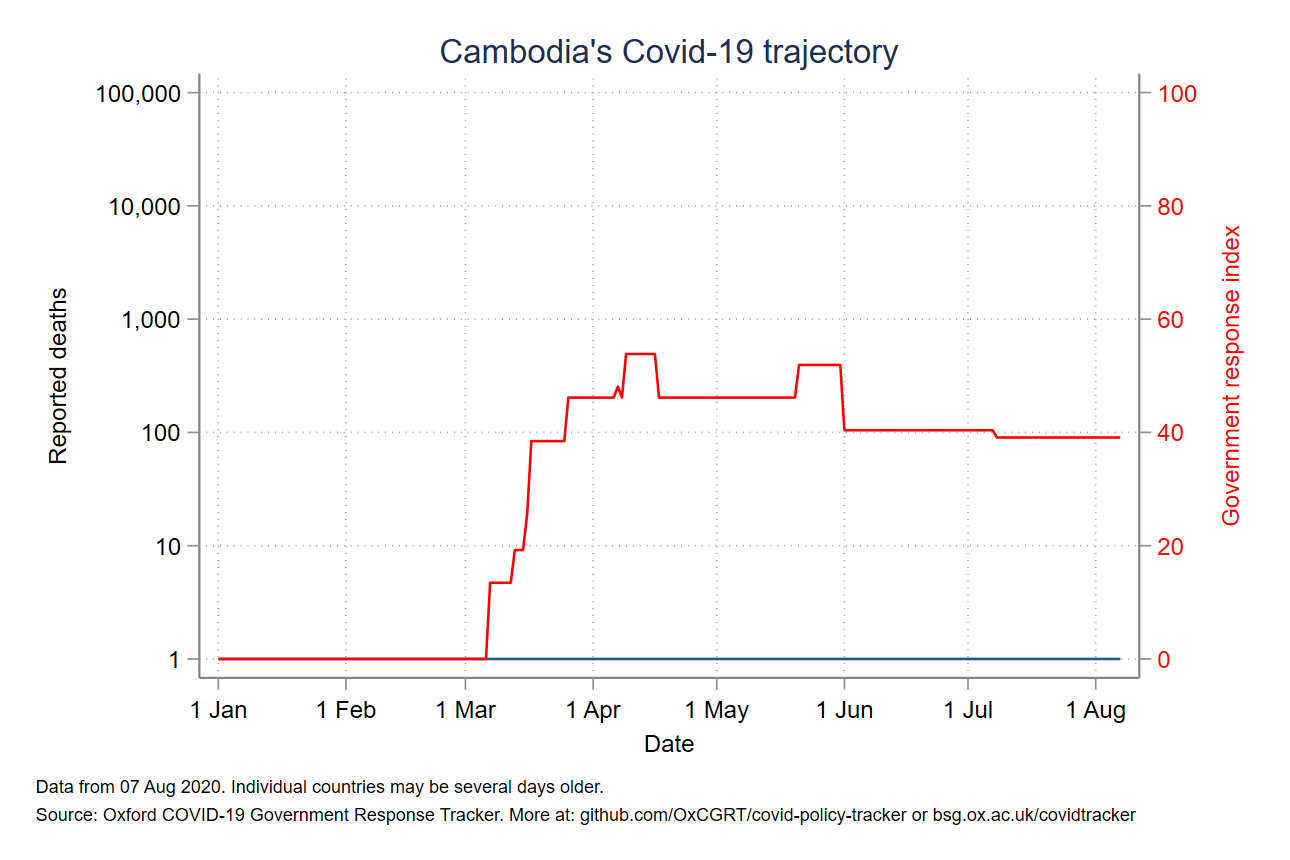 Cambodia's Covid-19 trajectory
100,000
10,000
1,000
100
10
1
Reported deaths
100
80
60
40
20
0
Government response index
1 Jan
1 Feb
1 Mar
1 Apr
1 May
1 Jun
1 Jul
1 Aug
Date
Data from 07 Aug 2020. Individual countries may be several days older.
Source: Oxford COVID-19 Government Response Tracker. More at: github.com/OxCGRT/covid-policy-tracker or bsg.ox.ac.uk/covidtracker